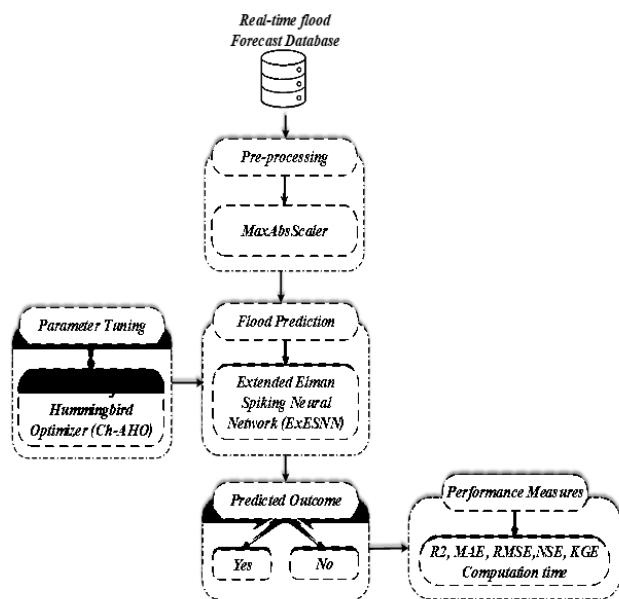 Real-time flood
Forecast Database
Pre-processing
MaxAbsScaler
Parameter Tuning
Hummingbird
Optimizer (Ch-AHO)
Flood Prediction
Extended Elman
Spiking Neural
Network (ExESNN)
Predicted Outcome
Yes
No
Performance Measures
R2, MAE, RMSE,NSE, KGE
Computation time